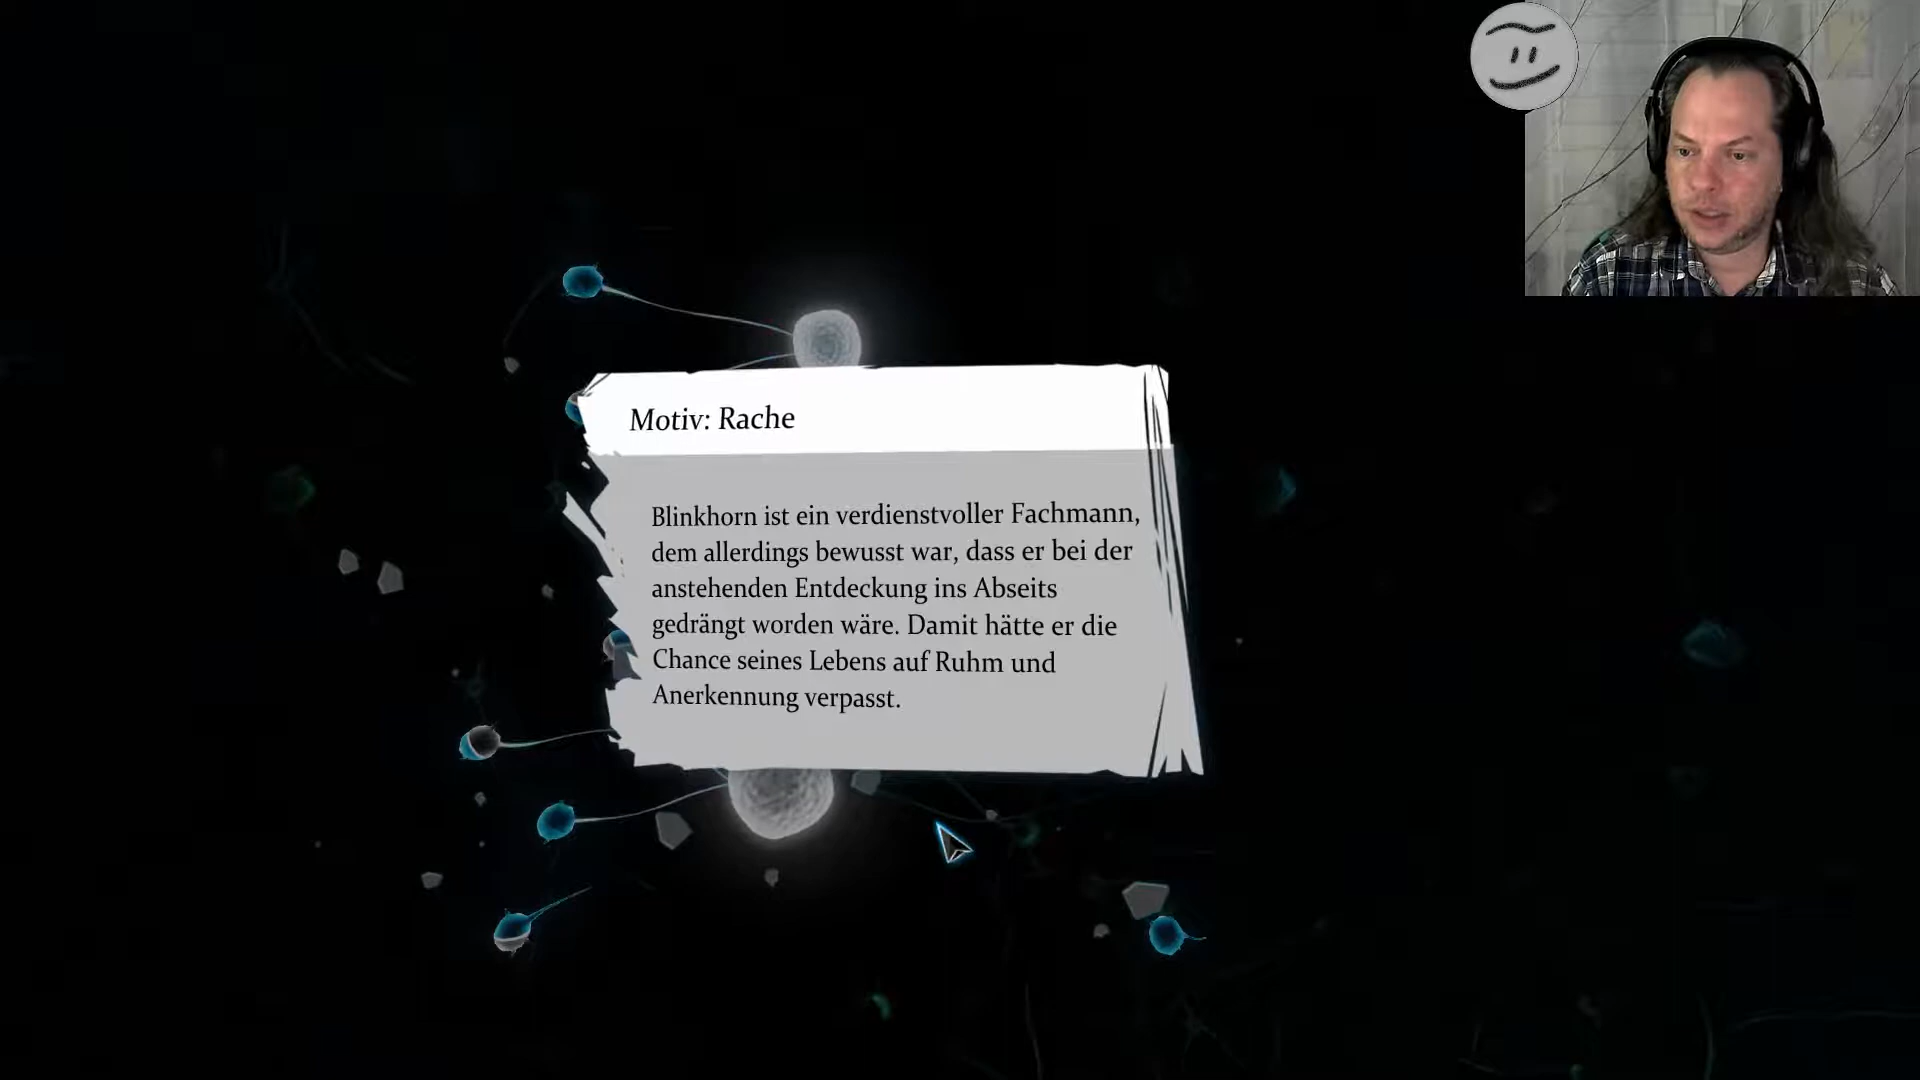 Motiv: Rache
Blinkhorn ist ein verdienstvoller Fachmann,
dem allerdings bewusst war, dass er bei der
anstehenden Entdeckung ins Abseits
gedrängt worden wäre. Damit hätte er die
Chance seines Lebens auf Ruhm und
Anerkennung verpasst.